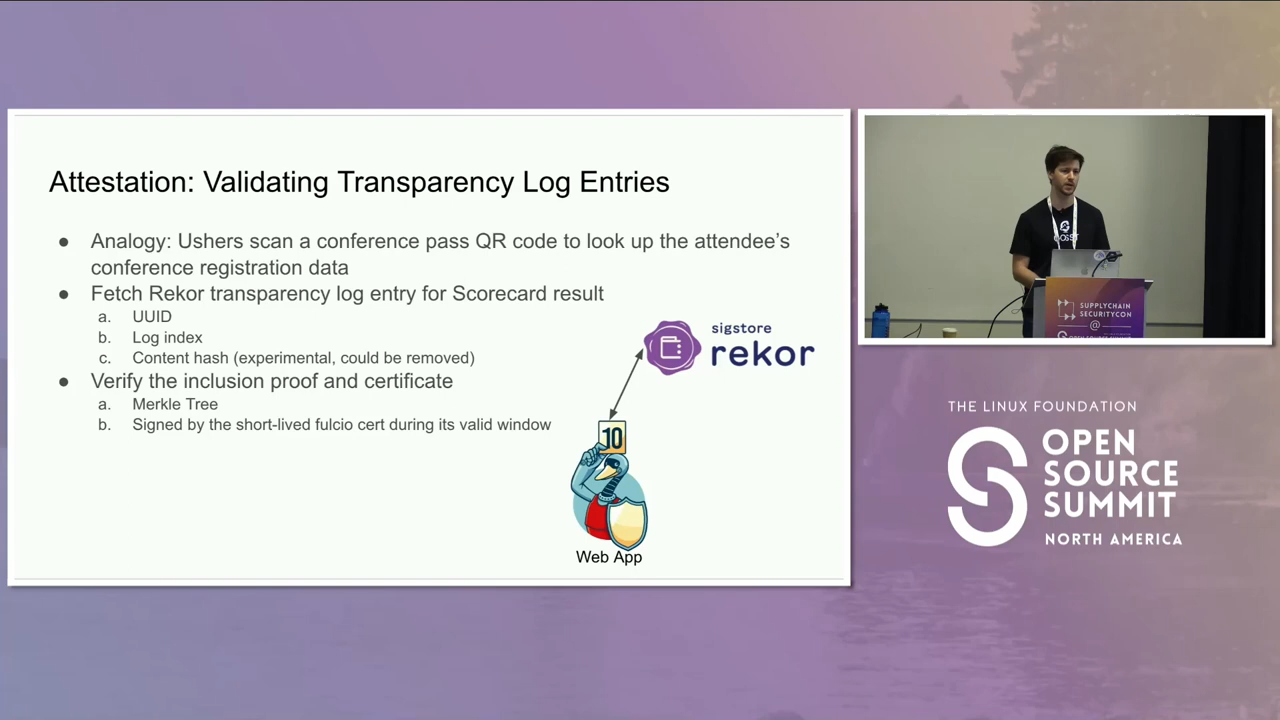 Attestation: Validating Transparency Log Entries
● Analogy: Ushers scan a conference pass QR code to look up the attendee's
conference registration data
● Fetch Rekor transparency log entry for Scorecard result
a. UUID
b. Log index
c. Content hash (experimental, could be removed)
● Verify the inclusion proof and certificate
a. Merkle Tree
b. Signed by the short-lived fulcio cert during its valid window
sigstore
rekor
10
Web App
SUPPLYCHAIN
SECURITYCON
@
THE LINUX FOUNDATION
OPEN
SOURCE
SUMMIT
NORTH AMERICA